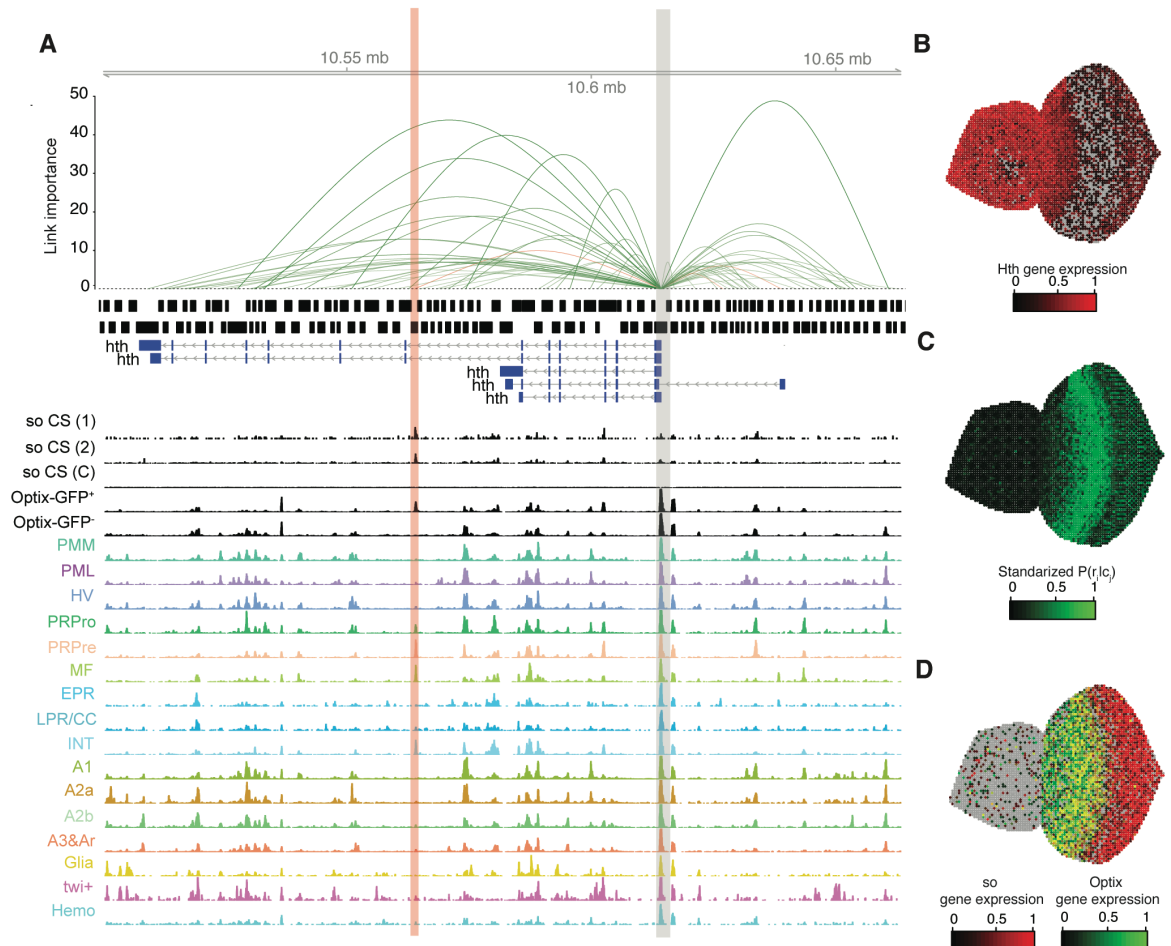 A
10.55 mb
10.6 mb
10.65 mb
Link importance
50
40
30
20
10
0
hth
hth
hth
hth
hth
so CS (1)
so CS (2)
so CS (C)
Optix-GFP⁺
Optix-GFP⁻
PMM
PML
HV
PRPro
PRPre
MF
EPR
LPR/CC
INT
A1
A2a
A2b
A3&Ar
Glia
twi+
Hemo
B
Hth gene expression
0 0.5 1
C
Standarized P(rᵢ|cⱼ)
0 0.5 1
D
so
gene expression
0 0.5 1
Optix
gene expression
0 0.5 1